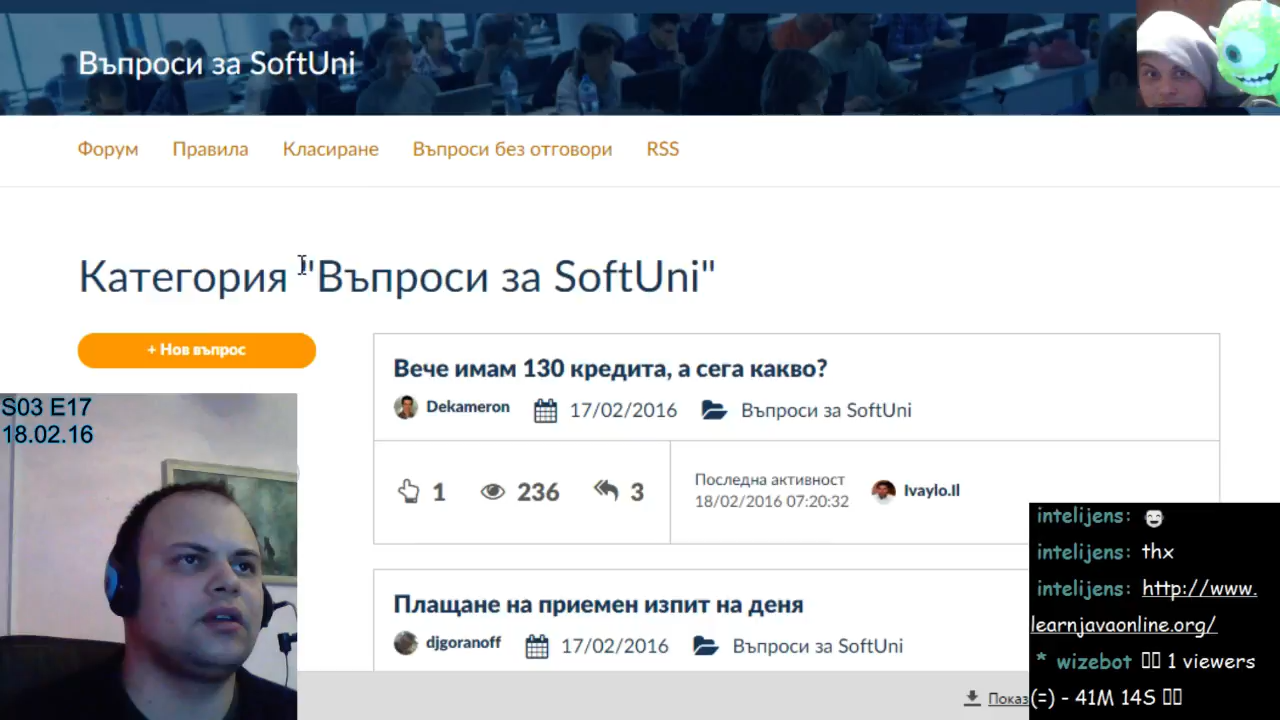 Въпроси за SoftUni
Форум Правила Класиране Въпроси без отговори RSS
Категория "Въпроси за SoftUni"
+ Нов въпрос
Вече имам 130 кредита, а сега какво?
Dekameron 17/02/2016 Въпроси за SoftUni
1 236 3
Последна активност
18/02/2016 07:20:32
Ivaylo.Il
Плащане на приемен изпит на деня
djgoranoff 17/02/2016 Въпроси за SoftUni
S03 E17
18.02.16
Показ
intelijens:
intelijens: thx
intelijens: http://www.
learnjavaonline.org/
* wizebot 1 viewers
(=) - 41M 14S